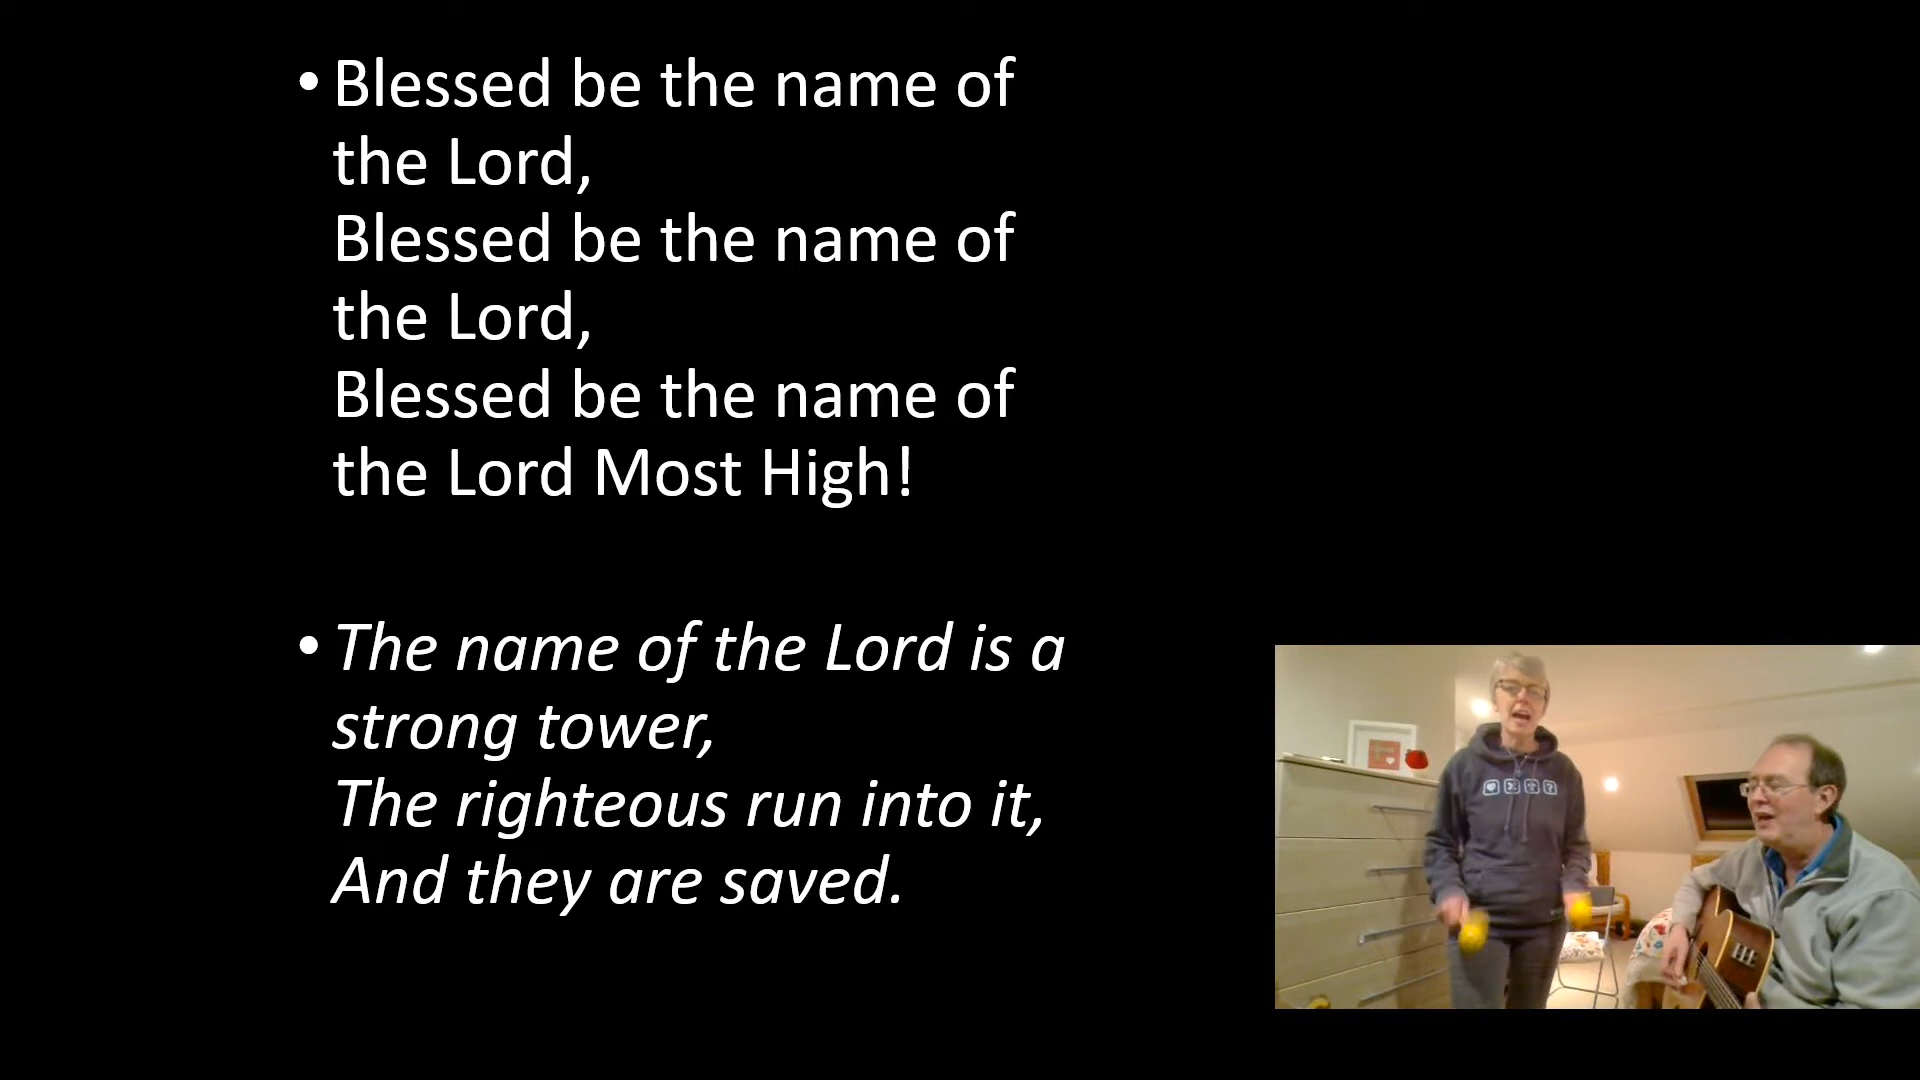 • Blessed be the name of
the Lord,
Blessed be the name of
the Lord,
Blessed be the name of
the Lord Most High!
• The name of the Lord is a
strong tower,
The righteous run into it,
And they are saved.